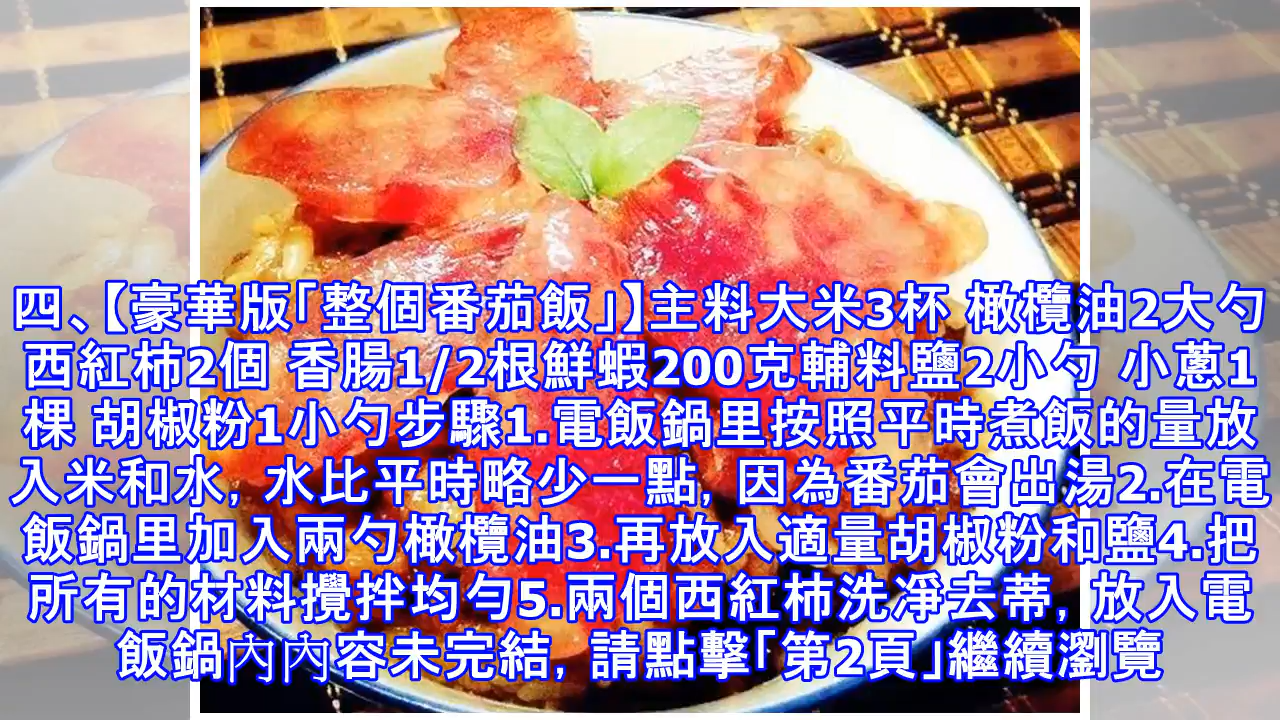 四、【豪華版「整個番茄飯」】主料大米3杯 橄欖油2大勺
西紅柿2個 香腸1/2根鮮蝦200克輔料鹽2小勺 小蔥1
棵 胡椒粉1小勺步驟1.電飯鍋里按照平時煮飯的量放
入米和水, 水比平時略少一點, 因為番茄會出湯2.在電
飯鍋里加入兩勺橄欖油3.再放入適量胡椒粉和鹽4.把
所有的材料攪拌均勻5.兩個西紅柿洗凈去蒂, 放入電
飯鍋內內容未完結, 請點擊「第2頁」繼續瀏覽